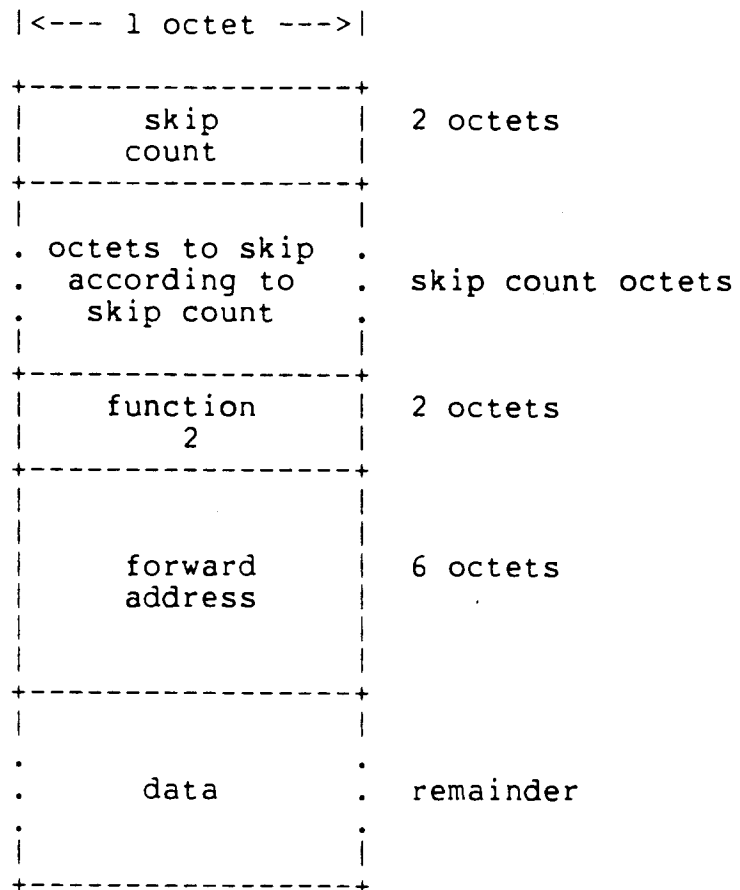 |<--- 1 octet --->|
skip 2 octets
count
octets to skip
according to skip count octets
skip count
function 2 octets
2
forward 6 octets
address
data remainder